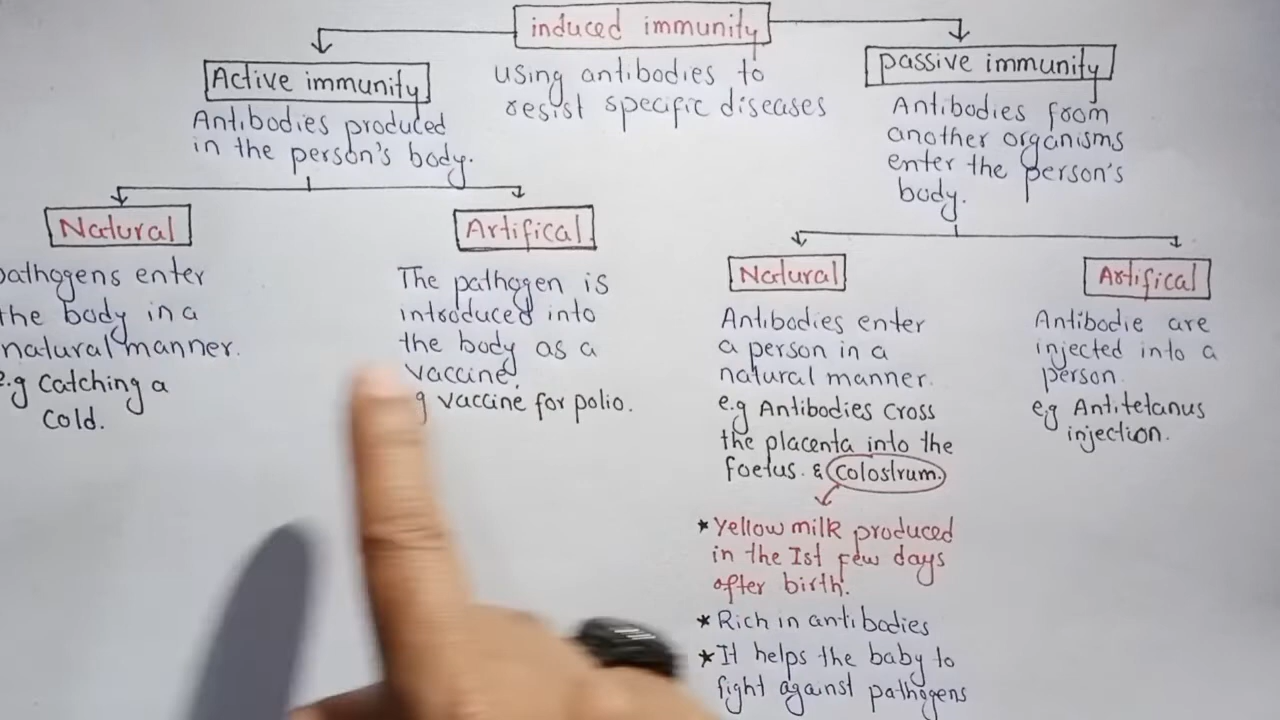 induced immunity
using antibodies to
resist specific diseases
Active immunity
Antibodies produced
in the person's body.
Natural
pathogens enter
the body in a
natural manner.
e.g catching a
cold.
Artifical.
The pathogen is
introduced into
the body as a
vaccine.
g vaccine for polio.
passive immunity
Antibodies from
another organisms
enter the person's
body.
Natural
Antibodies enter
a person in a
natural manner.
e.g Antibodies cross
the placenta into the
foetus. & colostrum.
* Yellow milk produced
in the Ist few days
after birth.
* Rich in antibodies
* It helps the baby to
fight against pathogens
Artifical
Antibodie are
injected into a
person.
eg Antitetanus
injection.